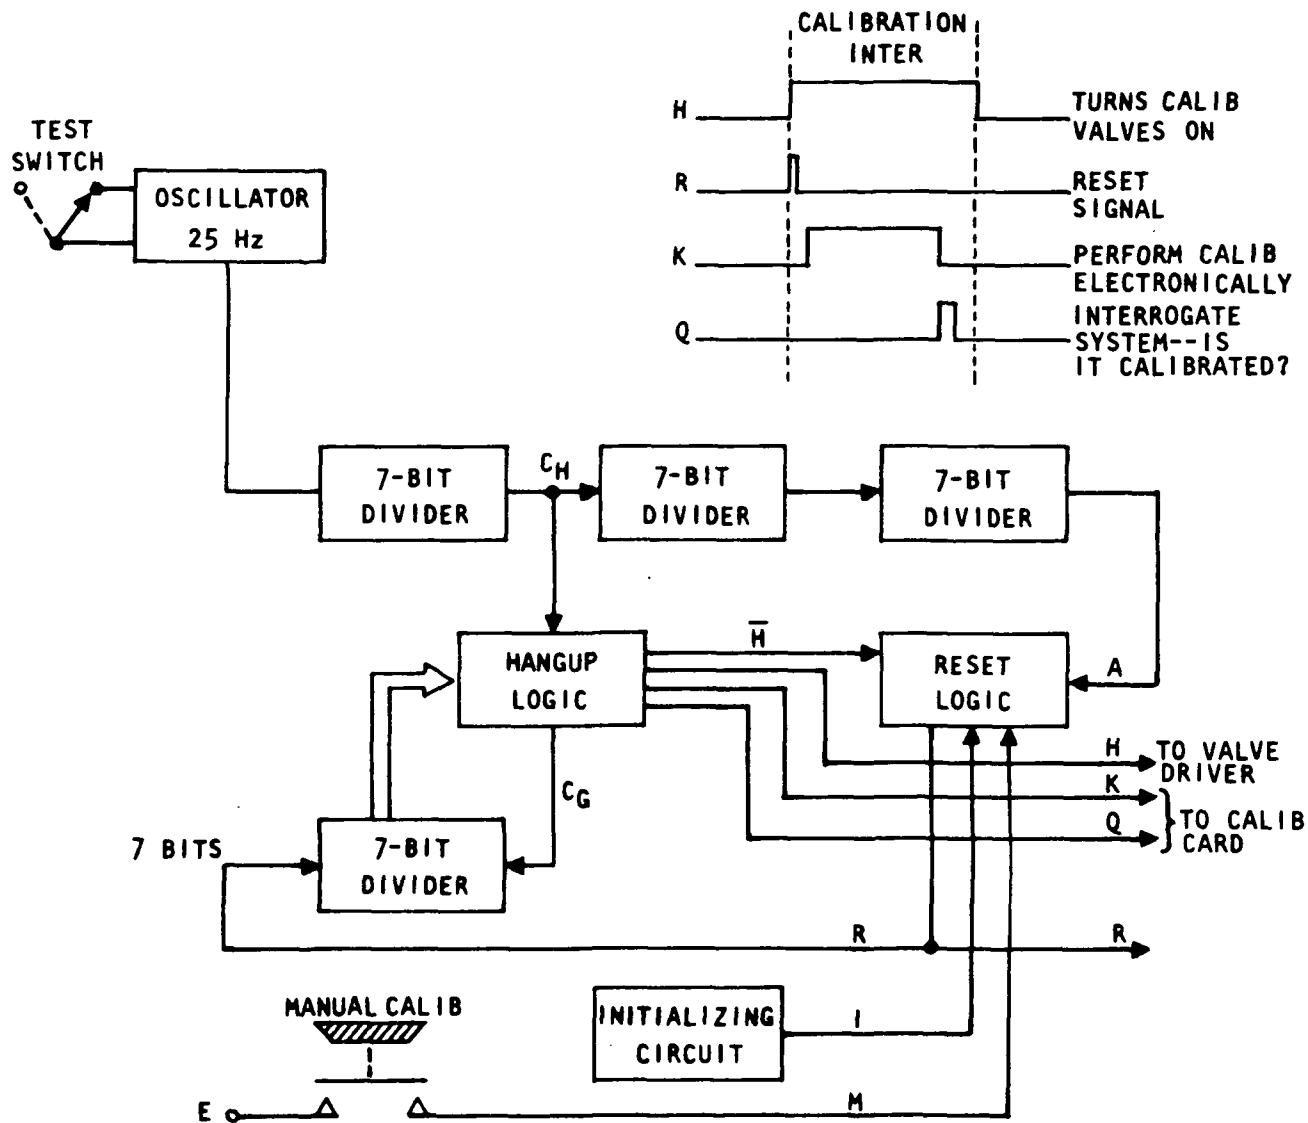 CALIBRATION
INTER
H
TURNS CALIB
VALVES ON
R
RESET
SIGNAL
K
PERFORM CALIB
ELECTRONICALLY
Q
INTERROGATE
SYSTEM--IS
IT CALIBRATED?
TEST
SWITCH
OSCILLATOR
25 Hz
7-BIT
DIVIDER
CH
7-BIT
DIVIDER
7-BIT
DIVIDER
HANGUP
LOGIC
H̅
RESET
LOGIC
A
H
TO VALVE
DRIVER
K
Q
TO CALIB
CARD
CG
7 BITS
7-BIT
DIVIDER
R
R
MANUAL CALIB
INITIALIZING
CIRCUIT
I
E
M